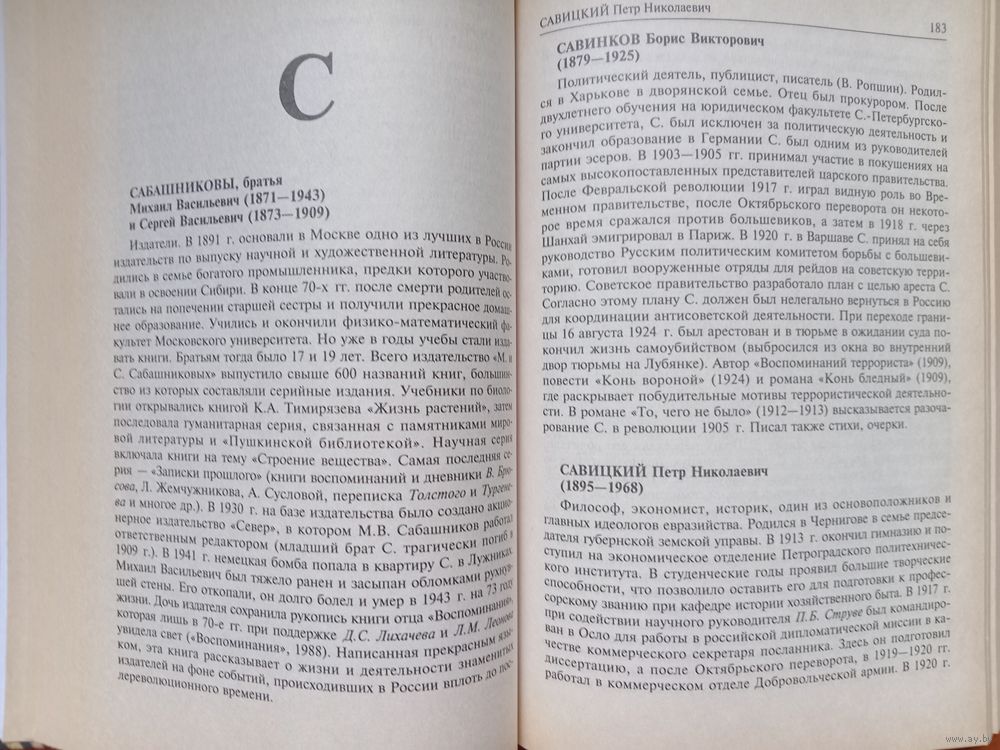 С
САБАШНИКОВЫ, братья
Михаил Васильевич (1871—1943)
и Сергей Васильевич (1873—1909)
Издатели. В 1891 г. основали в Москве одно из лучших в России
издательств по выпуску научной и художественной литературы. Ро-
дились в семье богатого промышленника, предки которого участво-
вали в освоении Сибири. В конце 70-х гг. после смерти родителей ос-
тались на попечении старшей сестры и получили прекрасное домаш-
нее образование. Учились и окончили физико-математический фа-
культет Московского университета. Но уже в годы учебы стали изда-
вать книги. Братьям тогда было 17 и 19 лет. Всего издательство «М. и
С. Сабашниковых» выпустило свыше 600 названий книг, большин-
ство из которых составляли серийные издания. Учебники по биоло-
гии открывались книгой К.А. Тимирязева «Жизнь растений», затем
последовала гуманитарная серия, связанная с памятниками миро-
вой литературы и «Пушкинской библиотекой». Научная серия
включала книги на тему «Строение вещества». Самая последняя се-
рия — «Записки прошлого» (книги воспоминаний и дневники В. Брю-
сова, Л. Жемчужникова, А. Сусловой, переписка Толстого и Тургене-
ва и многое др.). В 1930 г. на базе издательства было создано акцио-
нерное издательство «Север», в котором М.В. Сабашников работал
ответственным редактором (младший брат С. трагически погиб в
1909 г.). В 1941 г. немецкая бомба попала в квартиру С. в Лужниках,
Михаил Васильевич был тяжело ранен и засыпан обломками рухнув-
шей стены. Его откопали, он долго болел и умер в 1943 г. на 73 году
жизни. Дочь издателя сохранила рукопись книги отца «Воспоминания»,
которая лишь в 70-е гг. при поддержке Д.С. Лихачева и Л.М. Леонова
увидела свет («Воспоминания», 1988). Написанная прекрасным язы-
ком, эта книга рассказывает о жизни и деятельности знаменитых
издателей на фоне событий, происходивших в России вплоть до пос-
лереволюционного времени.
САВИЦКИЙ Петр Николаевич
183
САВИНКОВ Борис Викторович
(1879—1925)
Политический деятель, публицист, писатель (В. Ропшин). Родил-
ся в Харькове в дворянской семье. Отец был прокурором. После
двухлетнего обучения на юридическом факультете С.-Петербургско-
го университета, С. был исключен за политическую деятельность и
закончил образование в Германии С. был одним из руководителей
партии эсеров. В 1903—1905 гг. принимал участие в покушениях на
самых высокопоставленных представителей царского правительства.
После Февральской революции 1917 г. играл видную роль во Вре-
менном правительстве, после Октябрьского переворота он некото-
рое время сражался против большевиков, а затем в 1918 г. через
Шанхай эмигрировал в Париж. В 1920 г. в Варшаве С. принял на себя
руководство Русским политическим комитетом борьбы с большеви-
ками, готовил вооруженные отряды для рейдов на советскую терри-
торию. Советское правительство разработало план с целью ареста С.
Согласно этому плану С. должен был нелегально вернуться в Россию
для координации антисоветской деятельности. При переходе грани-
цы 16 августа 1924 г. был арестован и в тюрьме в ожидании суда по-
кончил жизнь самоубийством (выбросился из окна во внутренний
двор тюрьмы на Лубянке). Автор «Воспоминаний террориста» (1909),
повести «Конь вороной» (1924) и романа «Конь бледный» (1909),
где раскрывает побудительные мотивы террористической деятельно-
сти. В романе «То, чего не было» (1912—1913) высказывается разоча-
рование С. в революции 1905 г. Писал также стихи, очерки.
САВИЦКИЙ Петр Николаевич
(1895—1968)
Философ, экономист, историк, один из основоположников и
главных идеологов евразийства. Родился в Чернигове в семье предсе-
дателя губернской земской управы. В 1913 г. окончил гимназию и пос-
тупил на экономическое отделение Петроградского политехничес-
кого института. В студенческие годы проявил большие творческие
способности, что позволило оставить его для подготовки к профес-
сорскому званию при кафедре истории хозяйственного быта. В 1917 г.
при содействии научного руководителя П.Б. Струве был командиро-
ван в Осло для работы в российской дипломатической миссии в ка-
честве коммерческого секретаря посланника. Здесь он подготовил
диссертацию, а после Октябрьского переворота, в 1919—1920 гг.
работал в коммерческом отделе Добровольческой армии. В 1920 г.
www.ay.by